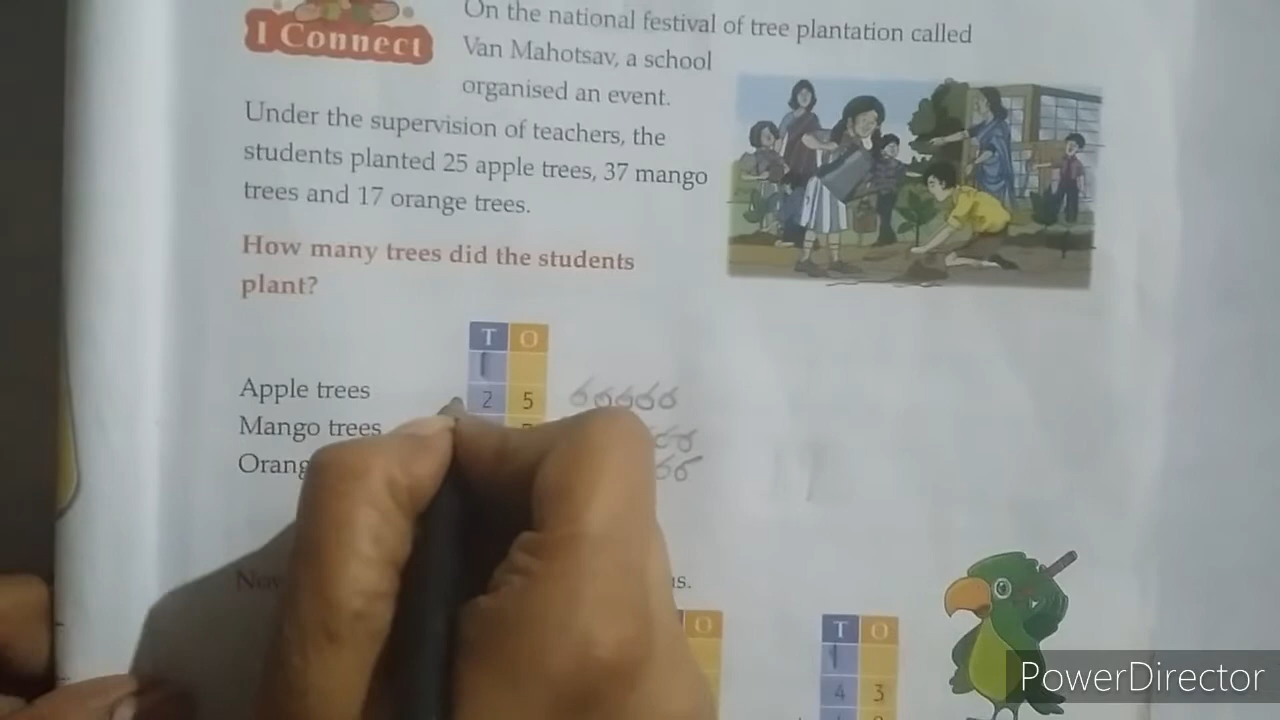 On the national festival of tree plantation called
I Connect
Van Mahotsav, a school
organised an event.
Under the supervision of teachers, the
students planted 25 apple trees, 37 mango
trees and 17 orange trees.
How many trees did the students
plant?
T O
1
Apple trees 2 5
Mango trees
O
T O
1
4 3
PowerDirector